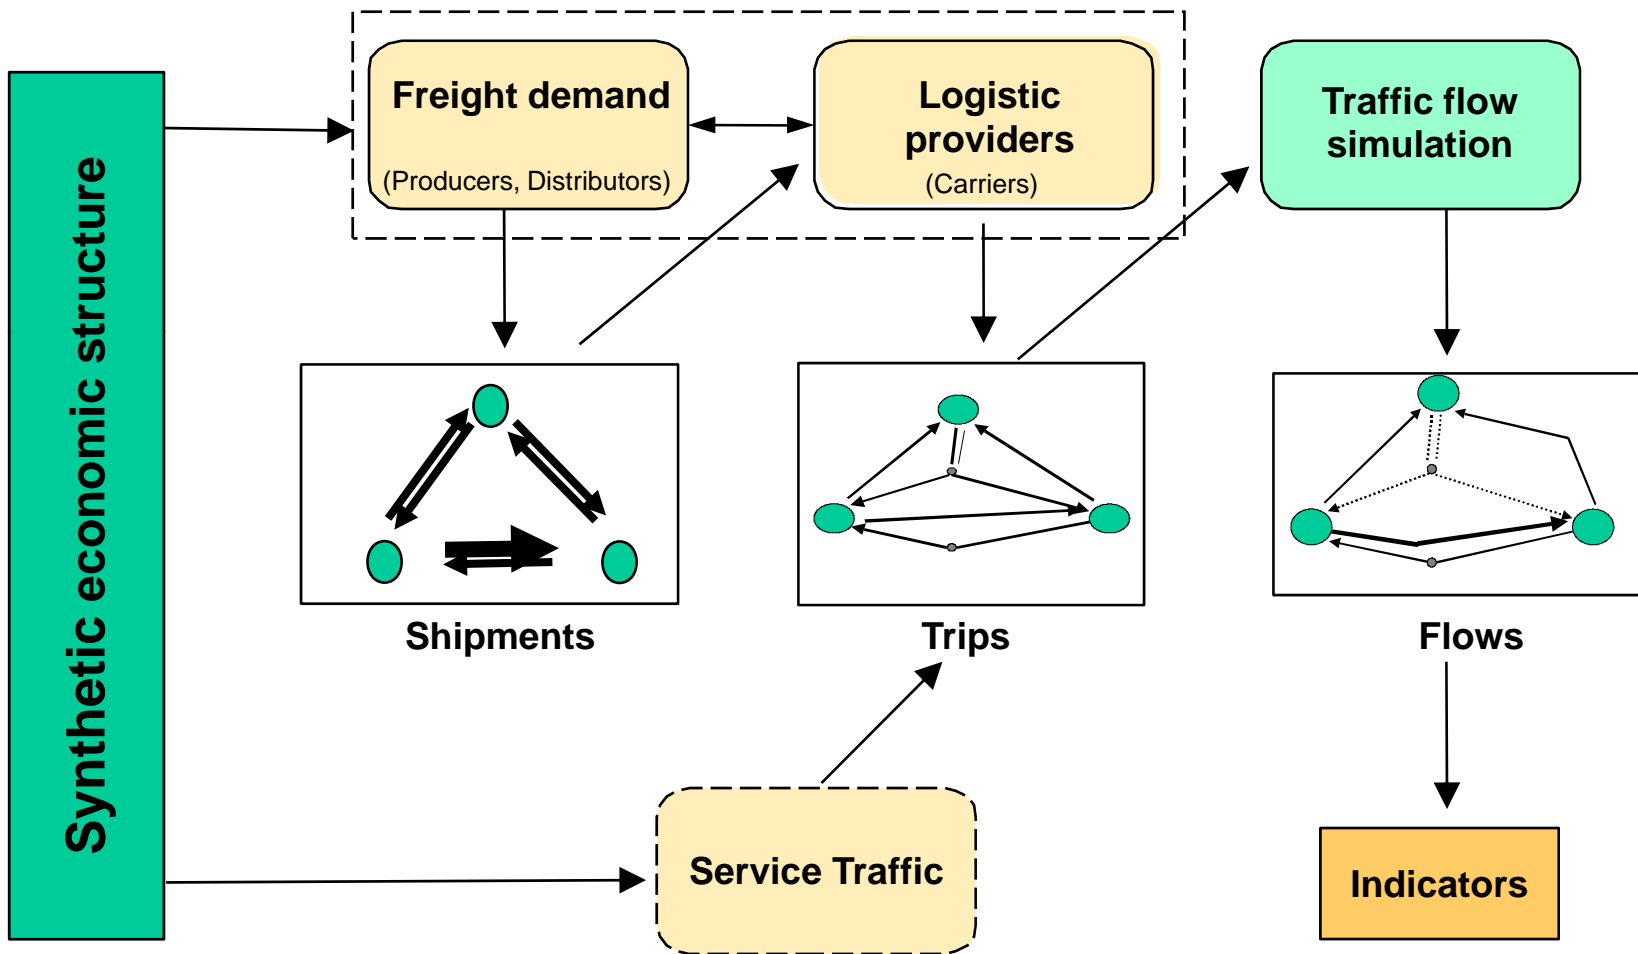 Synthetic economic structure
Freight demand
(Producers, Distributors)
Logistic
providers
(Carriers)
Traffic flow
simulation
Shipments
Trips
Flows
Service Traffic
Indicators